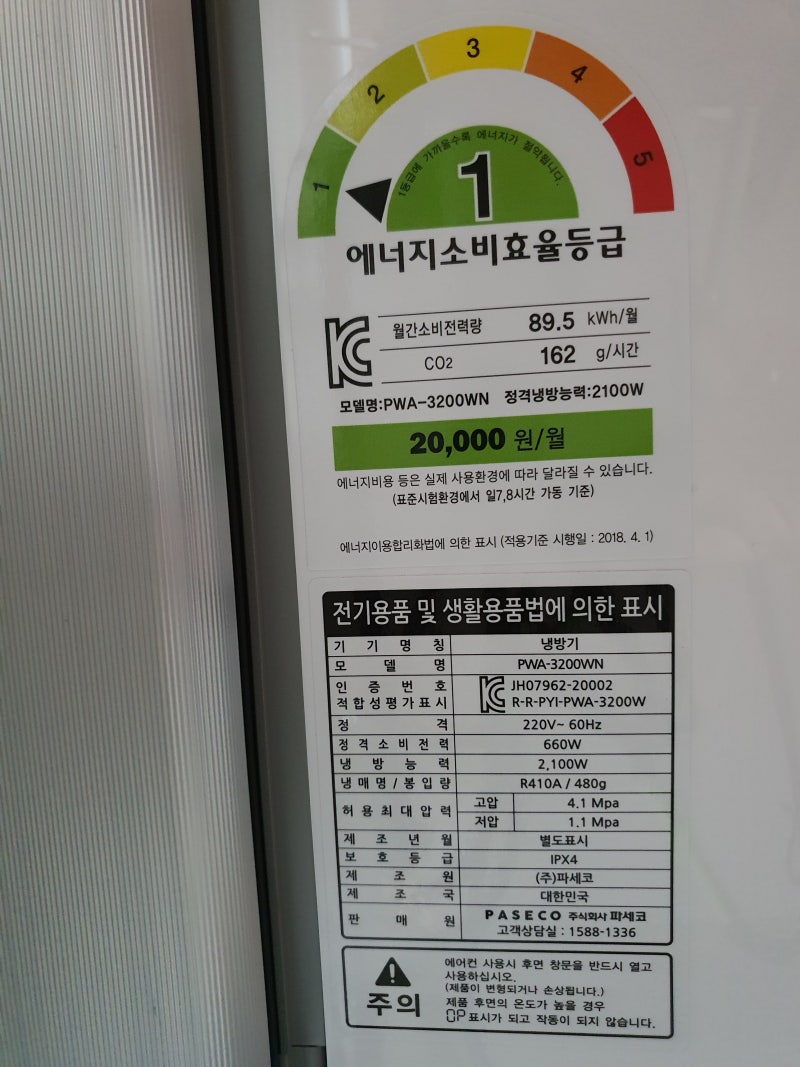 1
2
3
4
5
1등급에 가까울수록 에너지가 절약됩니다.
1
에너지소비효율등급
월간소비전력량 89.5 kWh/월
CO2 162 g/시간
모델명:PWA-3200WN 정격냉방능력:2100W
20,000 원/월
에너지비용 등은 실제 사용환경에 따라 달라질 수 있습니다.
(표준시험환경에서 일7,8시간 가동 기준)
에너지이용합리화법에 의한 표시 (적용기준 시행일 : 2018. 4. 1)
전기용품 및 생활용품법에 의한 표시
기 기 명 칭 냉방기
모 델 명 PWA-3200WN
인 증 번 호 JH07962-20002
적합성평가표시 R-R-PYI-PWA-3200W
정 격 220V~ 60Hz
정 격 소 비 전 력 660W
냉 방 능 력 2,100W
냉 매 명 / 봉 입 량 R410A / 480g
허 용 최 대 압 력 고압 4.1 Mpa
저압 1.1 Mpa
제 조 년 월 별도표시
보 호 등 급 IPX4
제 조 원 (주)파세코
제 조 국 대한민국
판 매 원 PASECO 주식회사 파세코
고객상담실 : 1588-1336
주의
에어컨 사용시 후면 창문을 반드시 열고
사용하십시오.
(제품이 변형되거나 손상됩니다.)
제품 후면의 온도가 높을 경우
OP 표시가 되고 작동이 되지 않습니다.